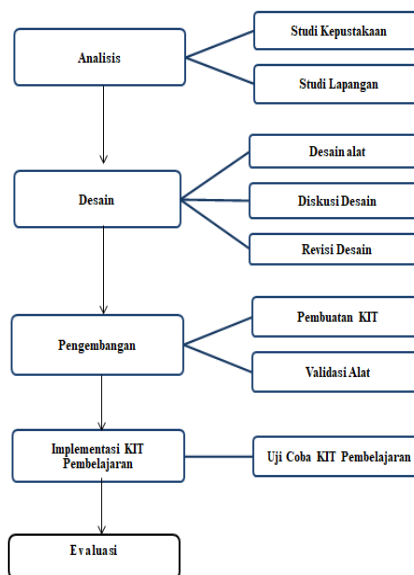 Analisis
Studi Kepustakaan
Studi Lapangan
Desain
Desain alat
Diskusi Desain
Revisi Desain
Pengembangan
Pembuatan KIT
Validasi Alat
Implementasi KIT
Pembelajaran
Uji Coba KIT Pembelajaran
Evaluasi